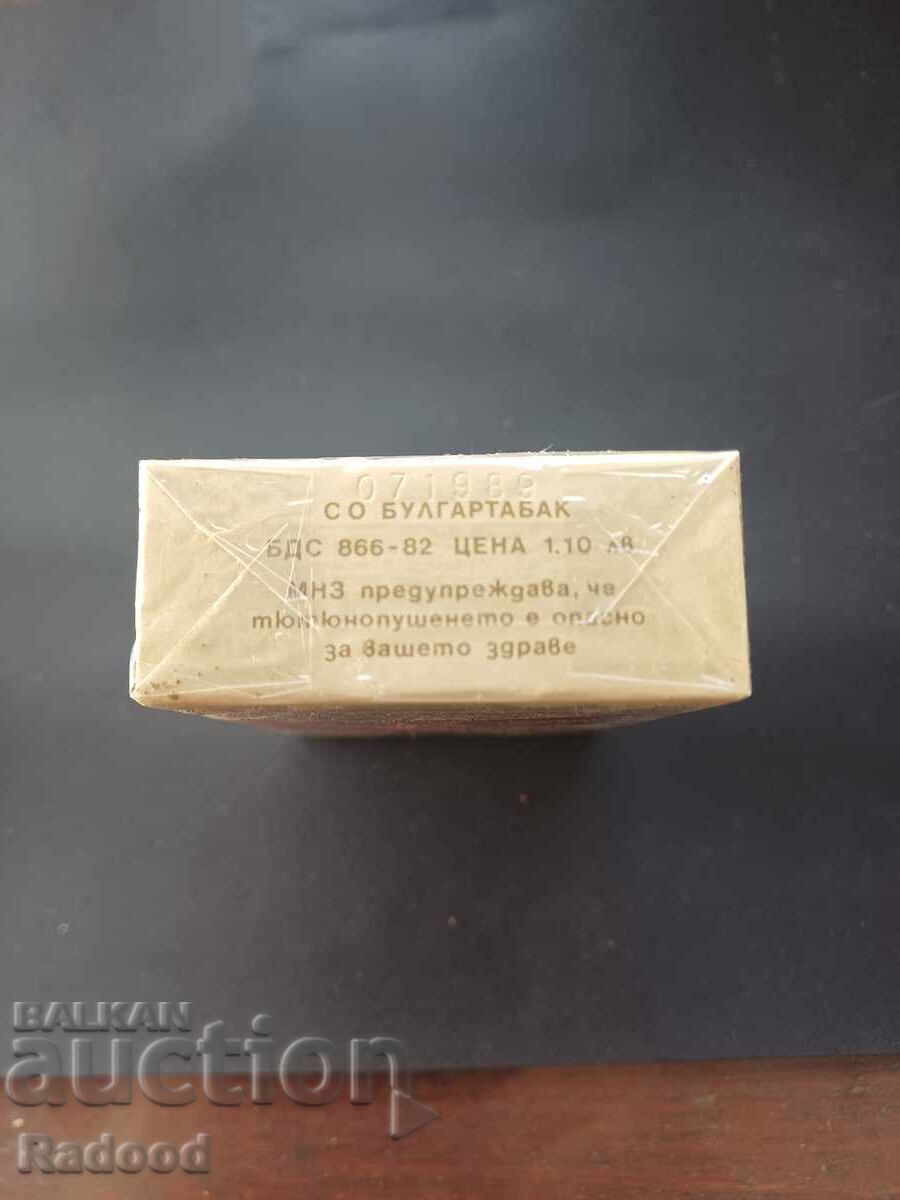 071989
СО БУЛГАРТАБАК
БДС 866-82 ЦЕНА 1.10 лв
МНЗ предупреждава, че
тютюнопушенето е опасно
за вашето здраве
BALKAN
auction
Radood